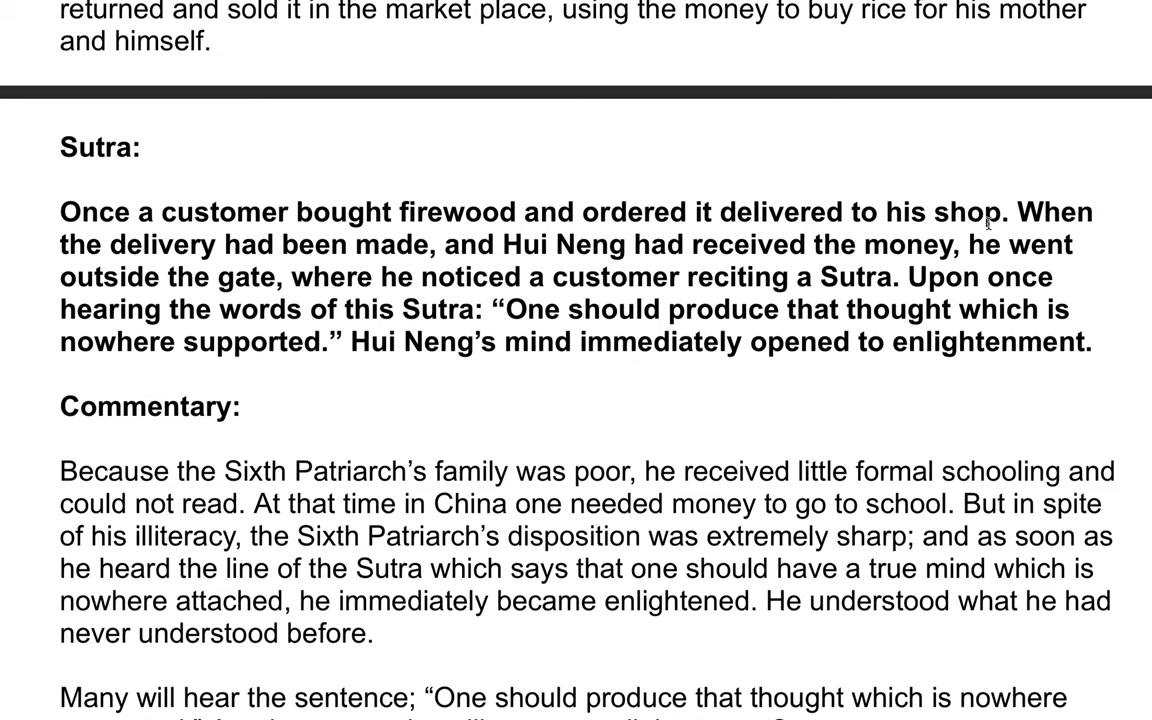 returned and sold it in the market place, using the money to buy rice for his mother
and himself.
Sutra:
Once a customer bought firewood and ordered it delivered to his shop. When
the delivery had been made, and Hui Neng had received the money, he went
outside the gate, where he noticed a customer reciting a Sutra. Upon once
hearing the words of this Sutra: “One should produce that thought which is
nowhere supported.” Hui Neng’s mind immediately opened to enlightenment.
Commentary:
Because the Sixth Patriarch’s family was poor, he received little formal schooling and
could not read. At that time in China one needed money to go to school. But in spite
of his illiteracy, the Sixth Patriarch’s disposition was extremely sharp; and as soon as
he heard the line of the Sutra which says that one should have a true mind which is
nowhere attached, he immediately became enlightened. He understood what he had
never understood before.
Many will hear the sentence; “One should produce that thought which is nowhere